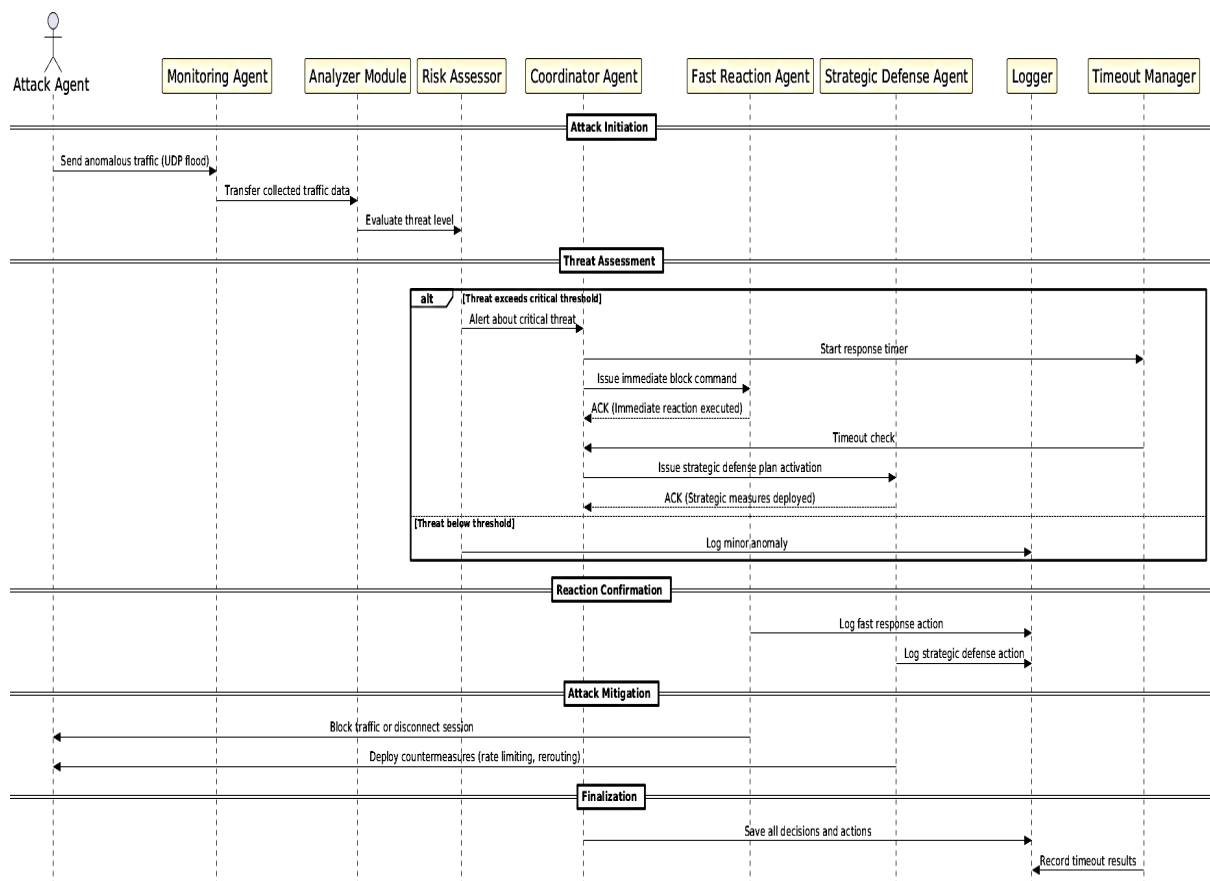 Attack Agent
Monitoring Agent
Analyzer Module
Risk Assessor
Coordinator Agent
Fast Reaction Agent
Strategic Defense Agent
Logger
Timeout Manager
Attack Initiation
Send anomalous traffic (UDP flood)
Transfer collected traffic data
Evaluate threat level
Threat Assessment
alt
[Threat exceeds critical threshold]
Alert about critical threat
Start response timer
Issue immediate block command
ACK (Immediate reaction executed)
Timeout check
Issue strategic defense plan activation
ACK (Strategic measures deployed)
[Threat below threshold]
Log minor anomaly
Reaction Confirmation
Log fast response action
Log strategic defense action
Attack Mitigation
Block traffic or disconnect session
Deploy countermeasures (rate limiting, rerouting)
Finalization
Save all decisions and actions
Record timeout results